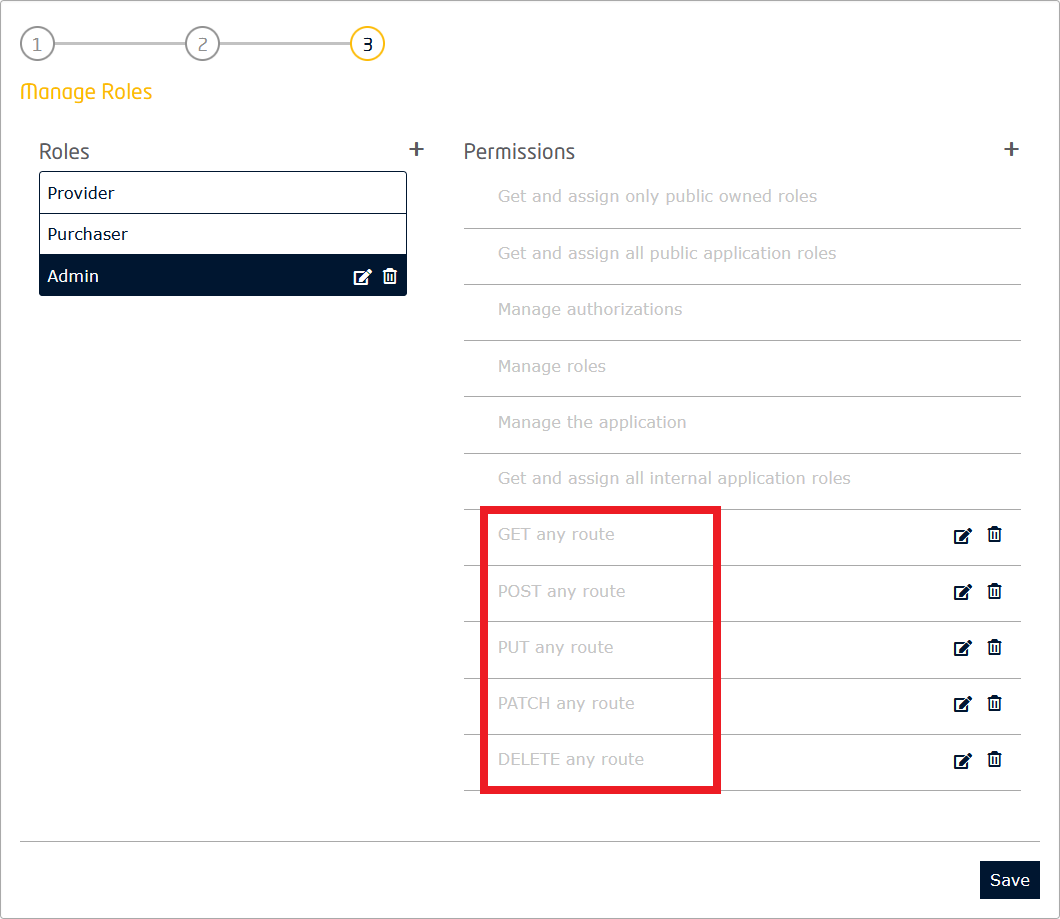 1
2
3
Manage Roles
Roles +
Provider
Purchaser
Admin
Permissions +
Get and assign only public owned roles
Get and assign all public application roles
Manage authorizations
Manage roles
Manage the application
Get and assign all internal application roles
GET any route
POST any route
PUT any route
PATCH any route
DELETE any route
Save